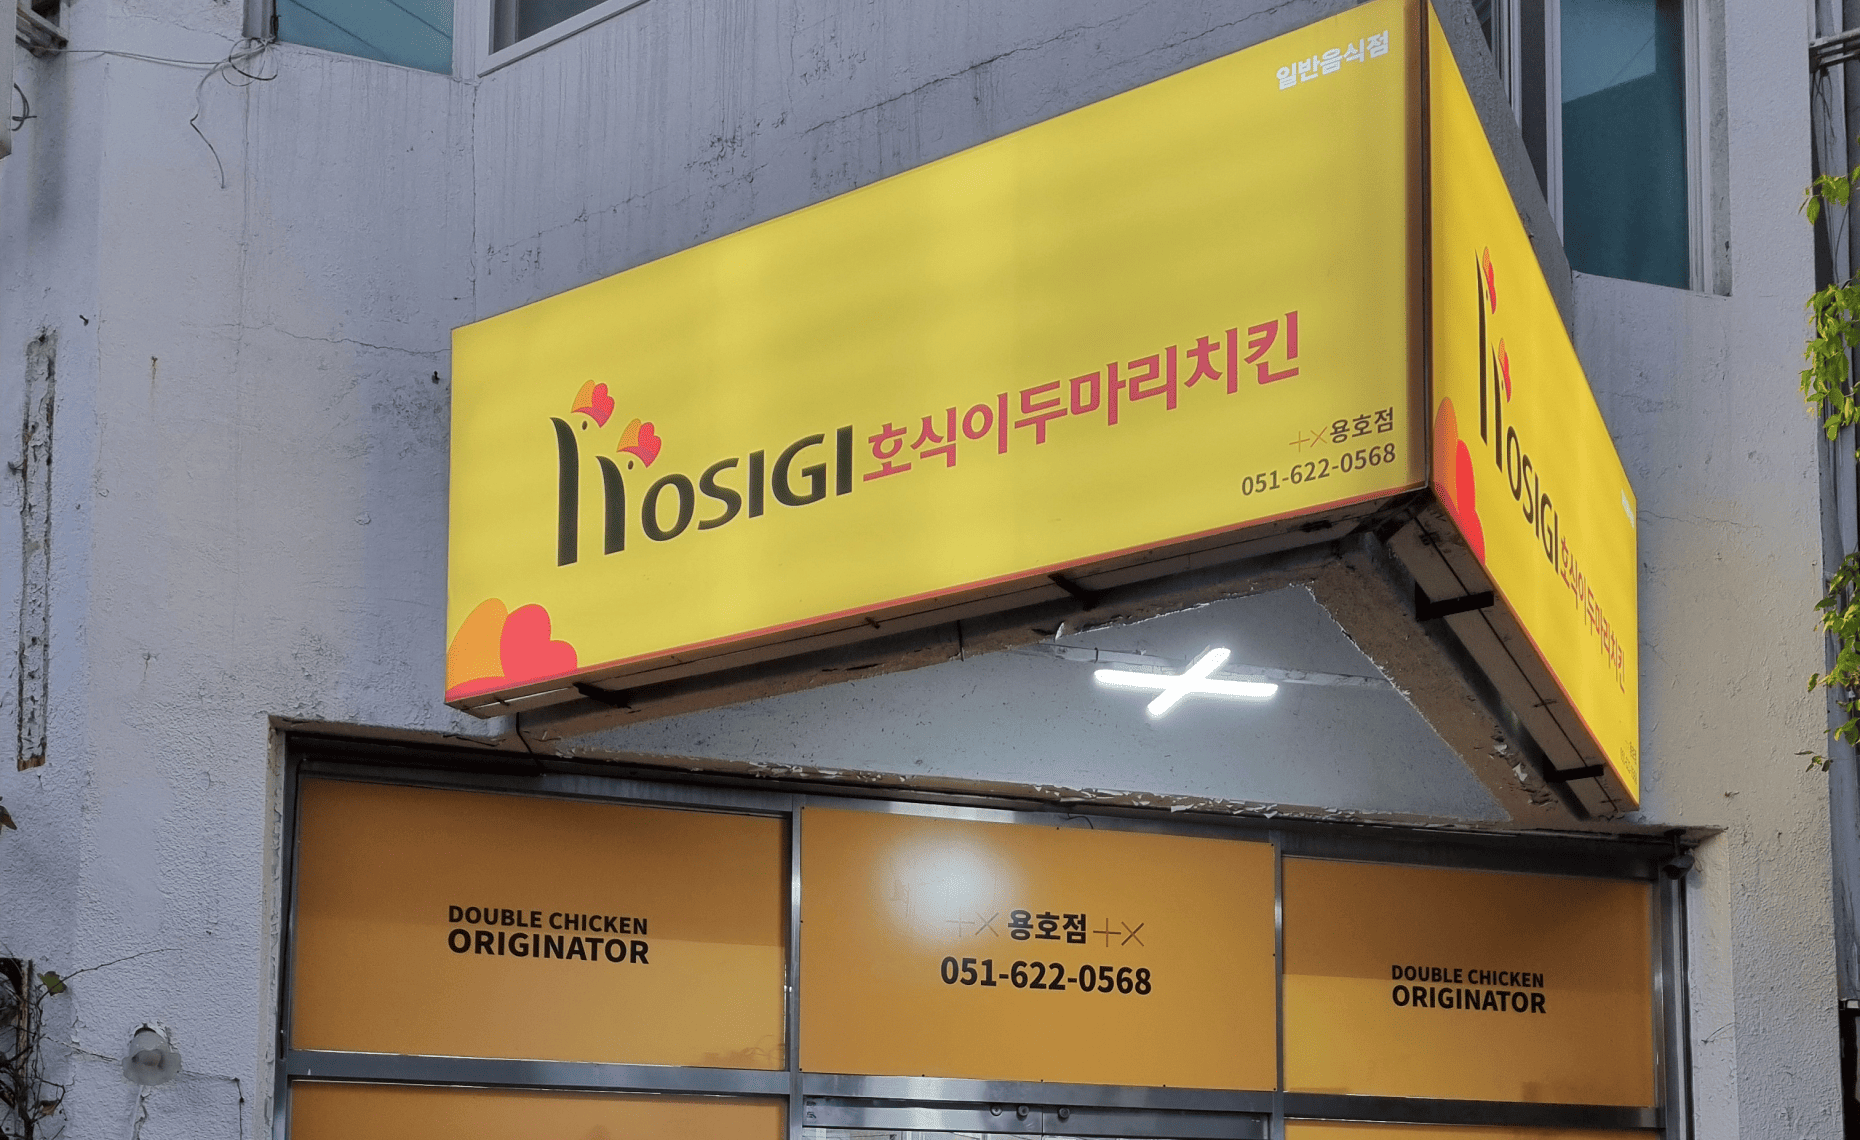 일반음식점
HOSIGI 호식이두마리치킨
+×용호점
051-622-0568
HOSIGI 호식이두마리치킨
DOUBLE CHICKEN
ORIGINATOR
+× 용호점 +×
051-622-0568
DOUBLE CHICKEN
ORIGINATOR